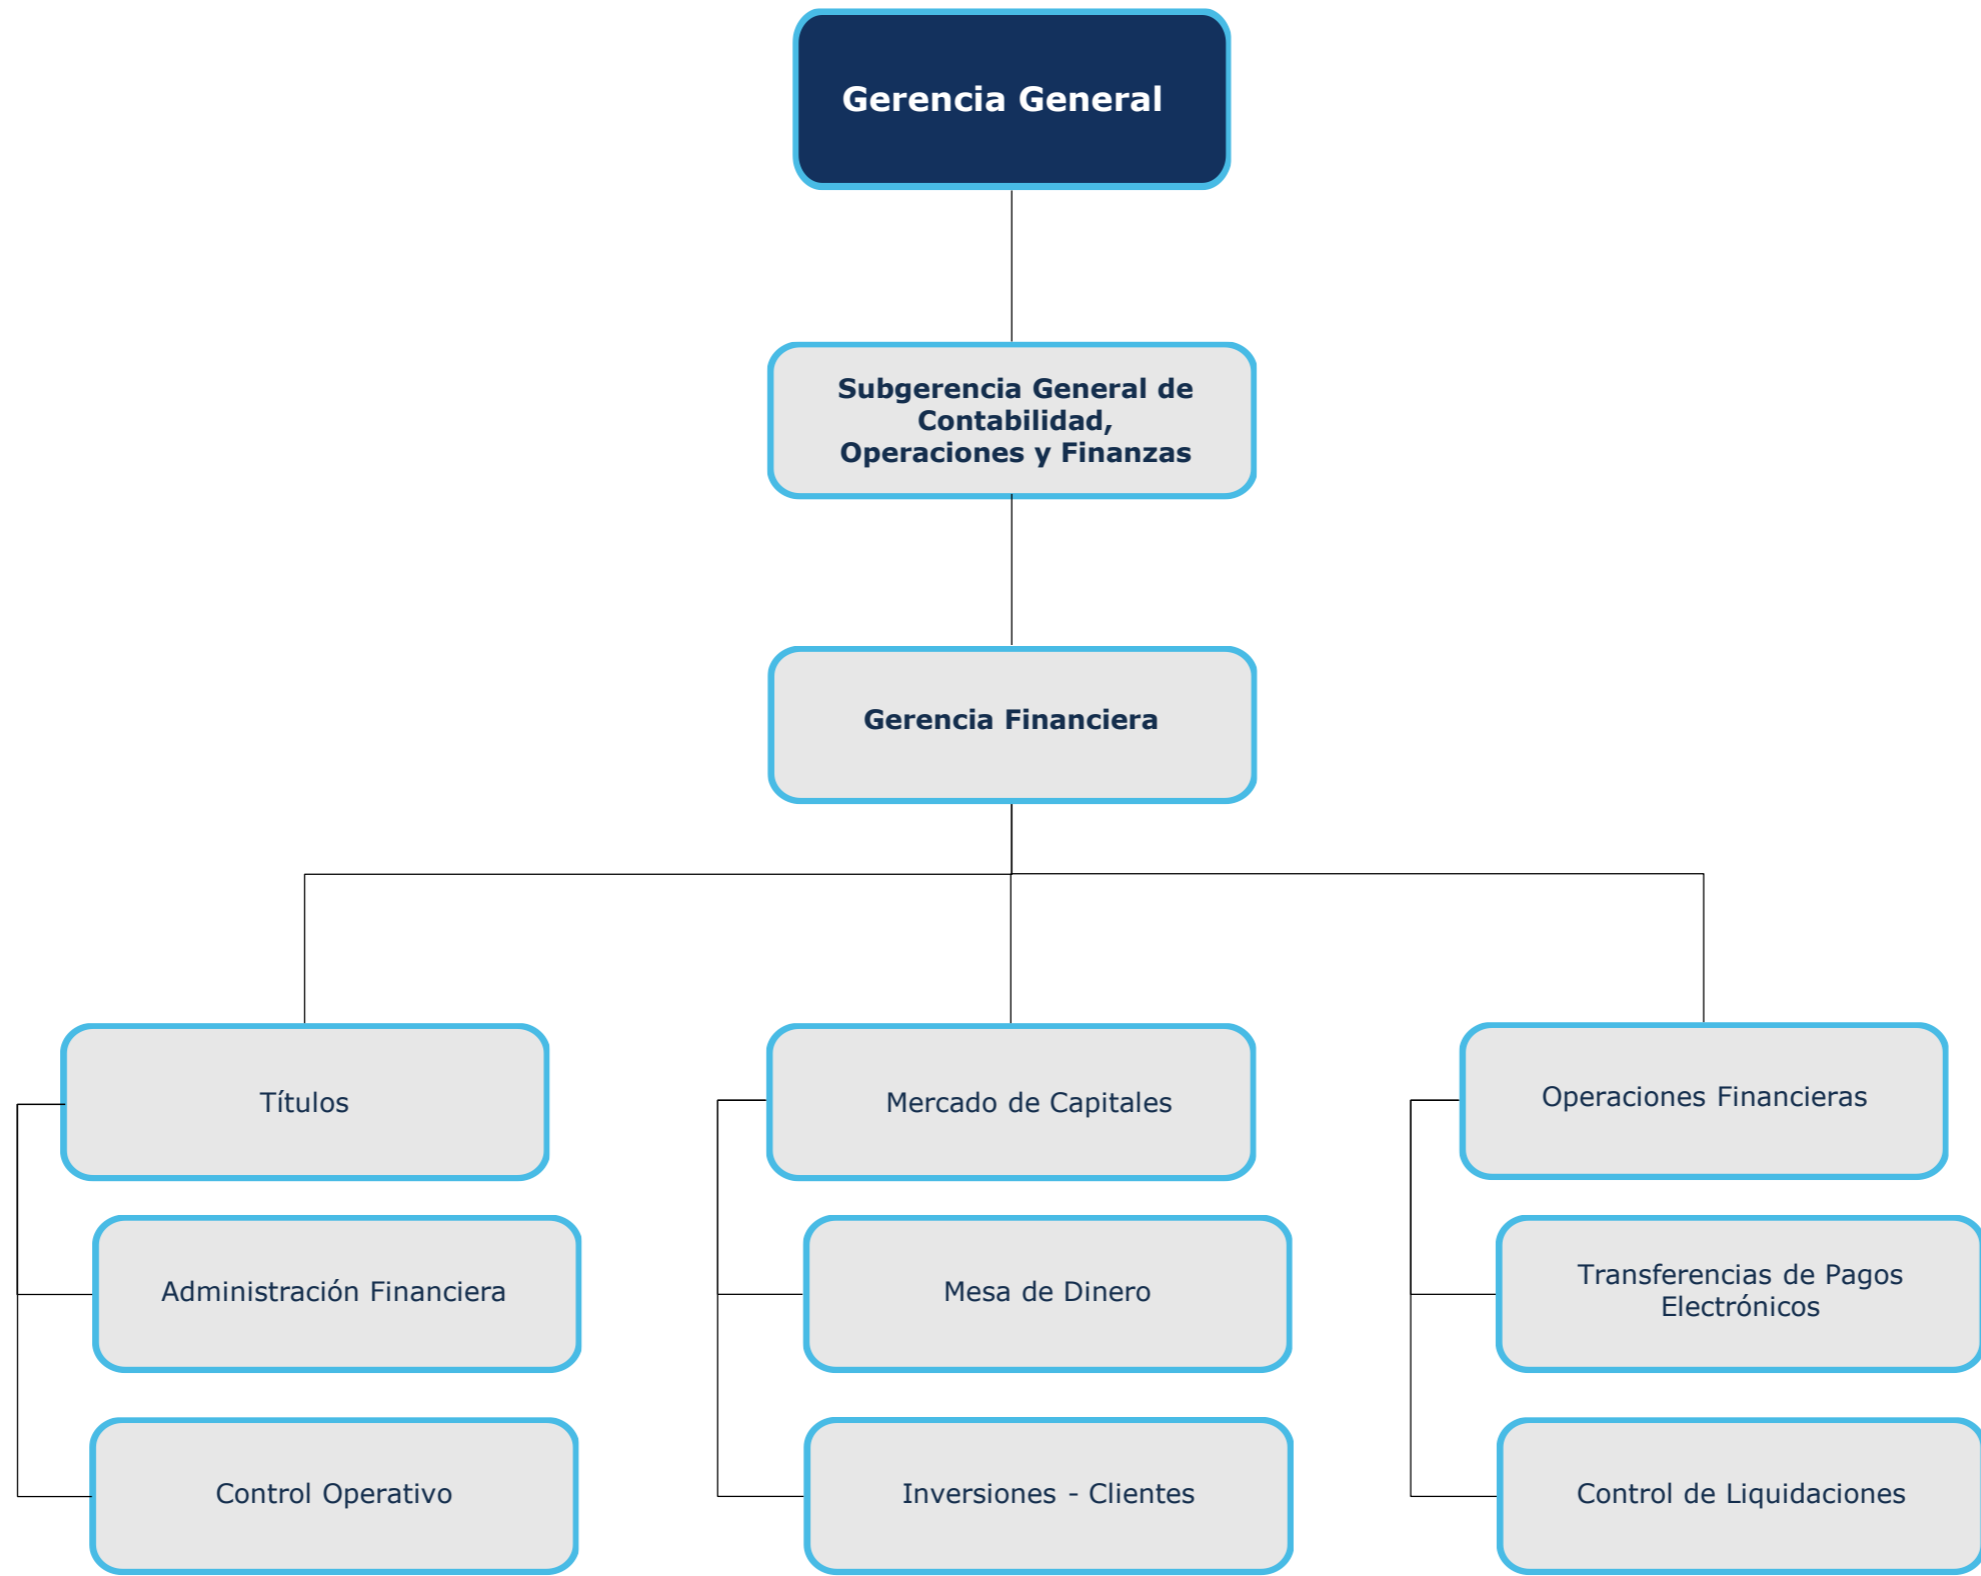 Gerencia General
Subgerencia General de
Contabilidad,
Operaciones y Finanzas
Gerencia Financiera
Títulos
Mercado de Capitales
Operaciones Financieras
Administración Financiera
Mesa de Dinero
Transferencias de Pagos
Electrónicos
Control Operativo
Inversiones - Clientes
Control de Liquidaciones